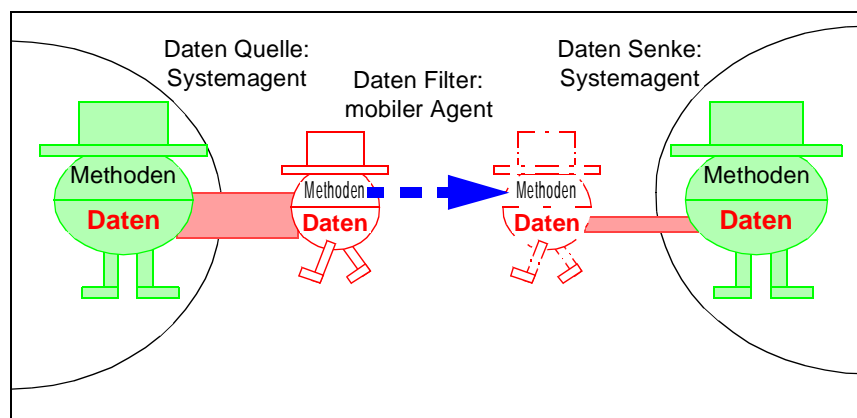 Daten Quelle:
Systemagent
Daten Filter:
mobiler Agent
Daten Senke:
Systemagent
Methoden
Daten
Methoden
Daten
Methoden
Daten
Methoden
Daten